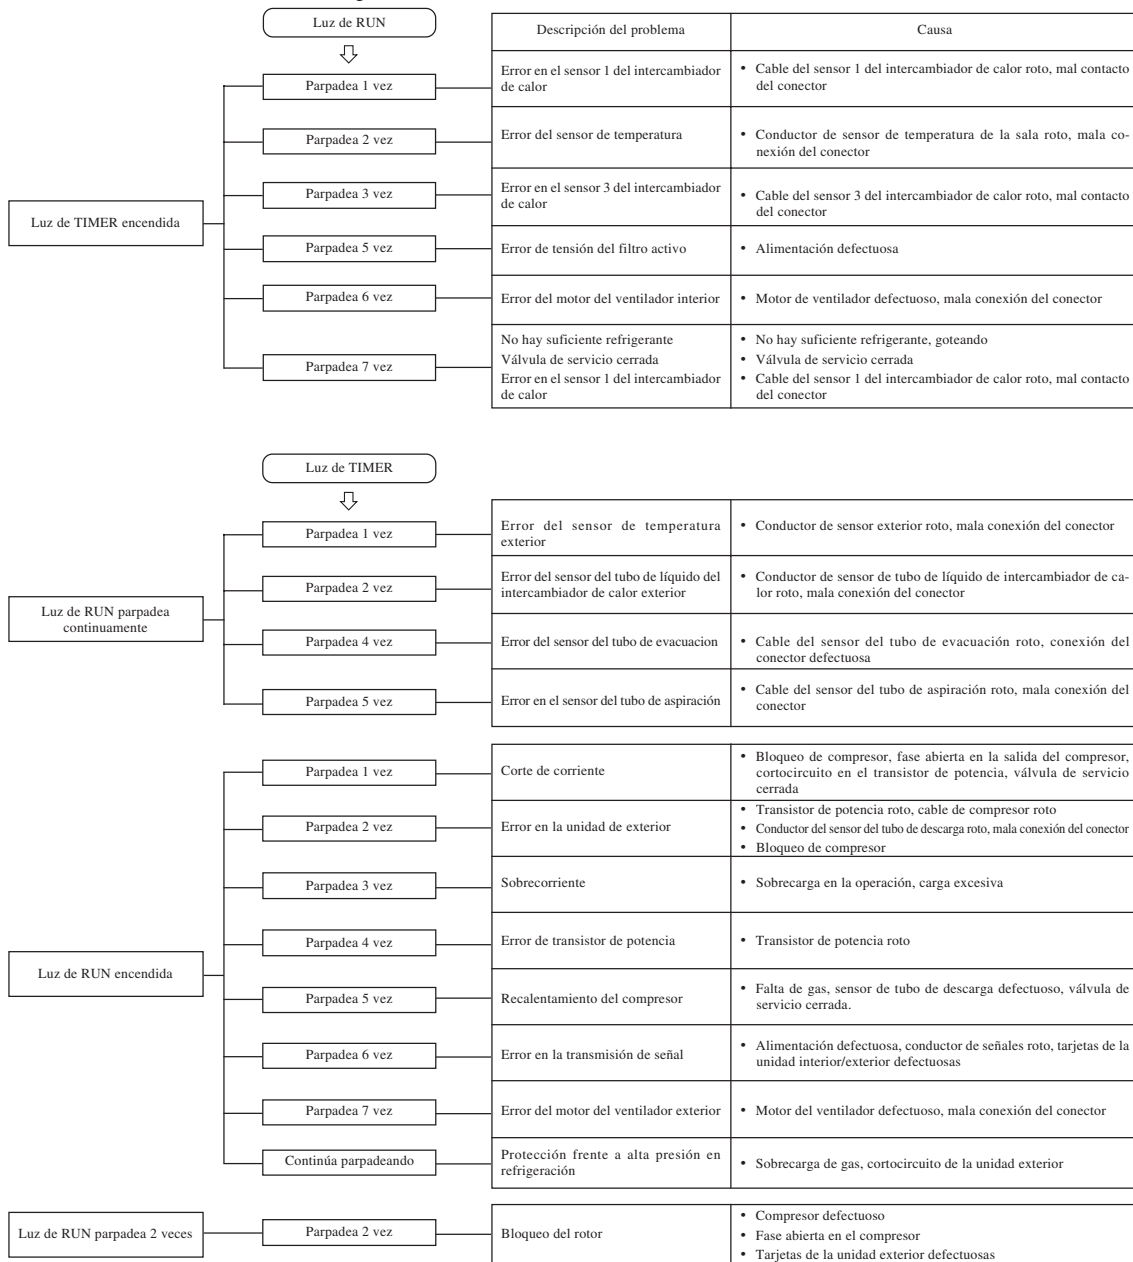 Luz de RUN
Descripción del problema
Causa
Luz de TIMER encendida
Parpadea 1 vez
Error en el sensor 1 del intercambiador
de calor
• Cable del sensor 1 del intercambiador de calor roto, mal contacto
del conector
Parpadea 2 vez
Error del sensor de temperatura
• Conductor de sensor de temperatura de la sala roto, mala co-
nexión del conector
Parpadea 3 vez
Error en el sensor 3 del intercambiador
de calor
• Cable del sensor 3 del intercambiador de calor roto, mal contacto
del conector
Parpadea 5 vez
Error de tensión del filtro activo
• Alimentación defectuosa
Parpadea 6 vez
Error del motor del ventilador interior
• Motor de ventilador defectuoso, mala conexión del conector
Parpadea 7 vez
No hay suficiente refrigerante
Válvula de servicio cerrada
Error en el sensor 1 del intercambiador
de calor
• No hay suficiente refrigerante, goteando
• Válvula de servicio cerrada
• Cable del sensor 1 del intercambiador de calor roto, mal contacto
del conector
Luz de TIMER
Luz de RUN parpadea
continuamente
Parpadea 1 vez
Error del sensor de temperatura
exterior
• Conductor de sensor exterior roto, mala conexión del conector
Parpadea 2 vez
Error del sensor del tubo de líquido del
intercambiador de calor exterior
• Conductor de sensor de tubo de líquido de intercambiador de ca-
lor roto, mala conexión del conector
Parpadea 4 vez
Error del sensor del tubo de evacuacion
• Cable del sensor del tubo de evacuación roto, conexión del
conector defectuosa
Parpadea 5 vez
Error en el sensor del tubo de aspiración
• Cable del sensor del tubo de aspiración roto, mala conexión del
conector
Luz de RUN encendida
Parpadea 1 vez
Corte de corriente
• Bloqueo de compresor, fase abierta en la salida del compresor,
cortocircuito en el transistor de potencia, válvula de servicio
cerrada
Parpadea 2 vez
Error en la unidad de exterior
• Transistor de potencia roto, cable de compresor roto
• Conductor del sensor del tubo de descarga roto, mala conexión del conector
• Bloqueo de compresor
Parpadea 3 vez
Sobrecorriente
• Sobrecarga en la operación, carga excesiva
Parpadea 4 vez
Error de transistor de potencia
• Transistor de potencia roto
Parpadea 5 vez
Recalentamiento del compresor
• Falta de gas, sensor de tubo de descarga defectuoso, válvula de
servicio cerrada.
Parpadea 6 vez
Error en la transmisión de señal
• Alimentación defectuosa, conductor de señales roto, tarjetas de la
unidad interior/exterior defectuosas
Parpadea 7 vez
Error del motor del ventilador exterior
• Motor del ventilador defectuoso, mala conexión del conector
Continúa parpadeando
Protección frente a alta presión en
refrigeración
• Sobrecarga de gas, cortocircuito de la unidad exterior
Luz de RUN parpadea 2 veces
Parpadea 2 vez
Bloqueo del rotor
• Compresor defectuoso
• Fase abierta en el compresor
• Tarjetas de la unidad exterior defectuosas